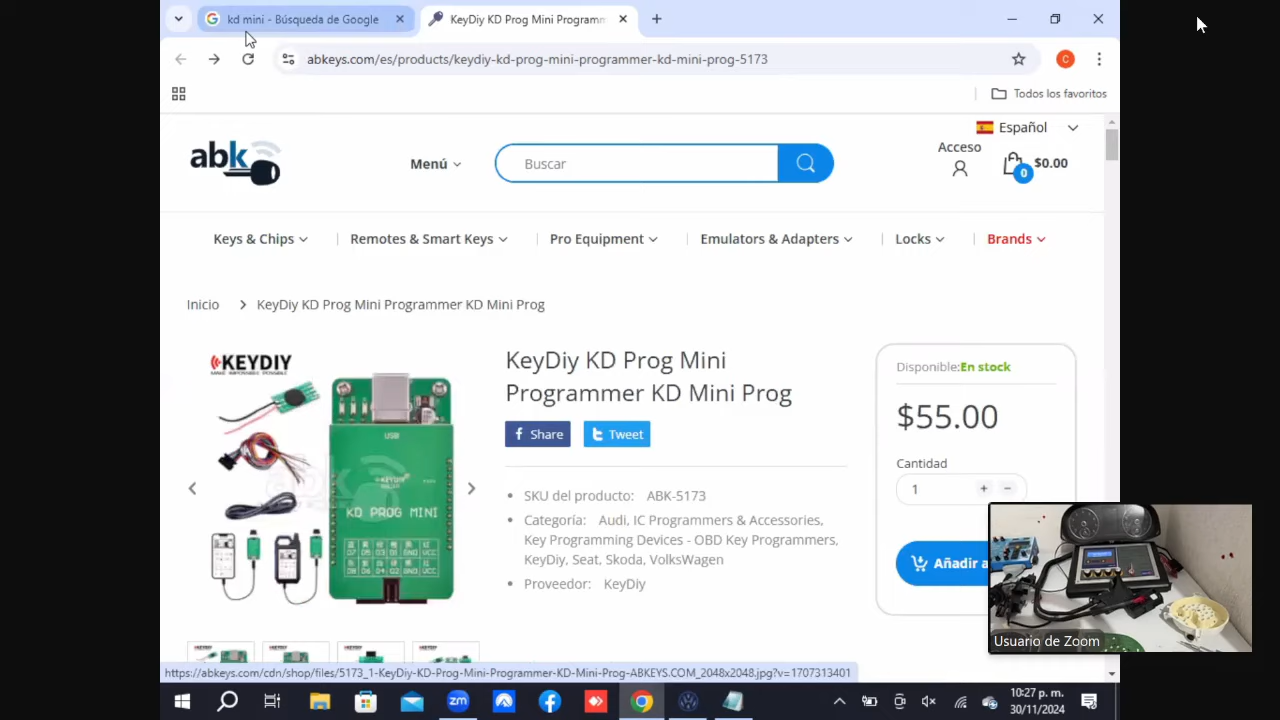 kd mini - Búsqueda de Google
KeyDiy KD Prog Mini Programm
abkeys.com/es/products/keydiy-kd-prog-mini-programmer-kd-mini-prog-5173
C
Todos los favoritos
Español
abk
Menú
Buscar
Acceso
0
$0.00
Keys & Chips
Remotes & Smart Keys
Pro Equipment
Emulators & Adapters
Locks
Brands
Inicio
KeyDiy KD Prog Mini Programmer KD Mini Prog
KEYDIY
USB
KEYDIY
KD PROG MINI
KeyDiy KD Prog Mini
Programmer KD Mini Prog
Share
Tweet
SKU del producto: ABK-5173
Categoría: Audi, IC Programmers & Accessories,
Key Programming Devices - OBD Key Programmers,
KeyDiy, Seat, Skoda, VolksWagen
Proveedor: KeyDiy
Disponible:En stock
$55.00
Cantidad
1
+
−
Añadir a
Usuario de Zoom
https://abkeys.com/cdn/shop/files/5173_1-KeyDiy-KD-Prog-Mini-Programmer-KD-Mini-Prog-ABKEYS.COM_2048x2048.jpg?v=1707313401
zm
10:27 p. m.
30/11/2024